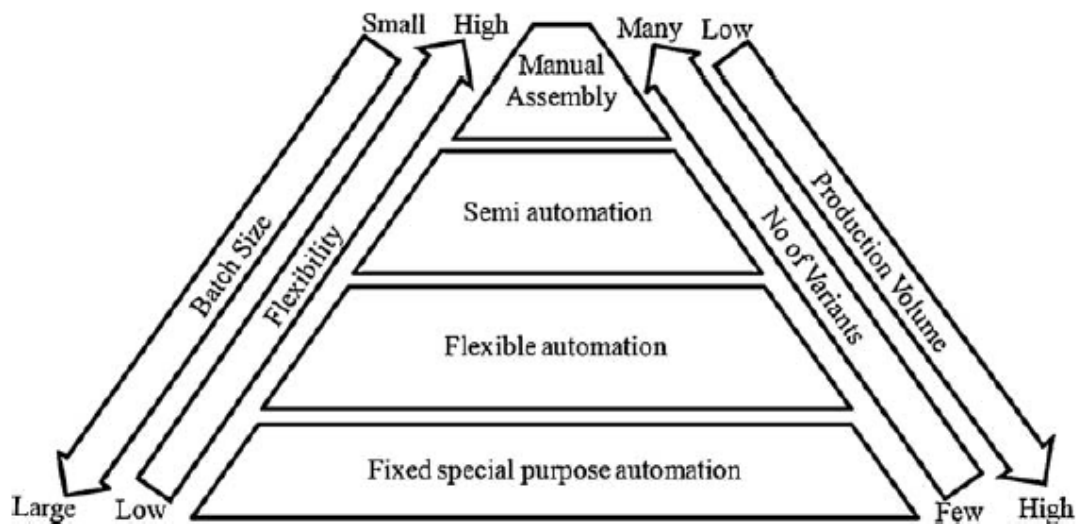 Small High Many Low
Manual
Assembly
Semi automation
Batch Size
Flexibility
No of Variants
Production Volume
Flexible automation
Fixed special purpose automation
Large Low Few High